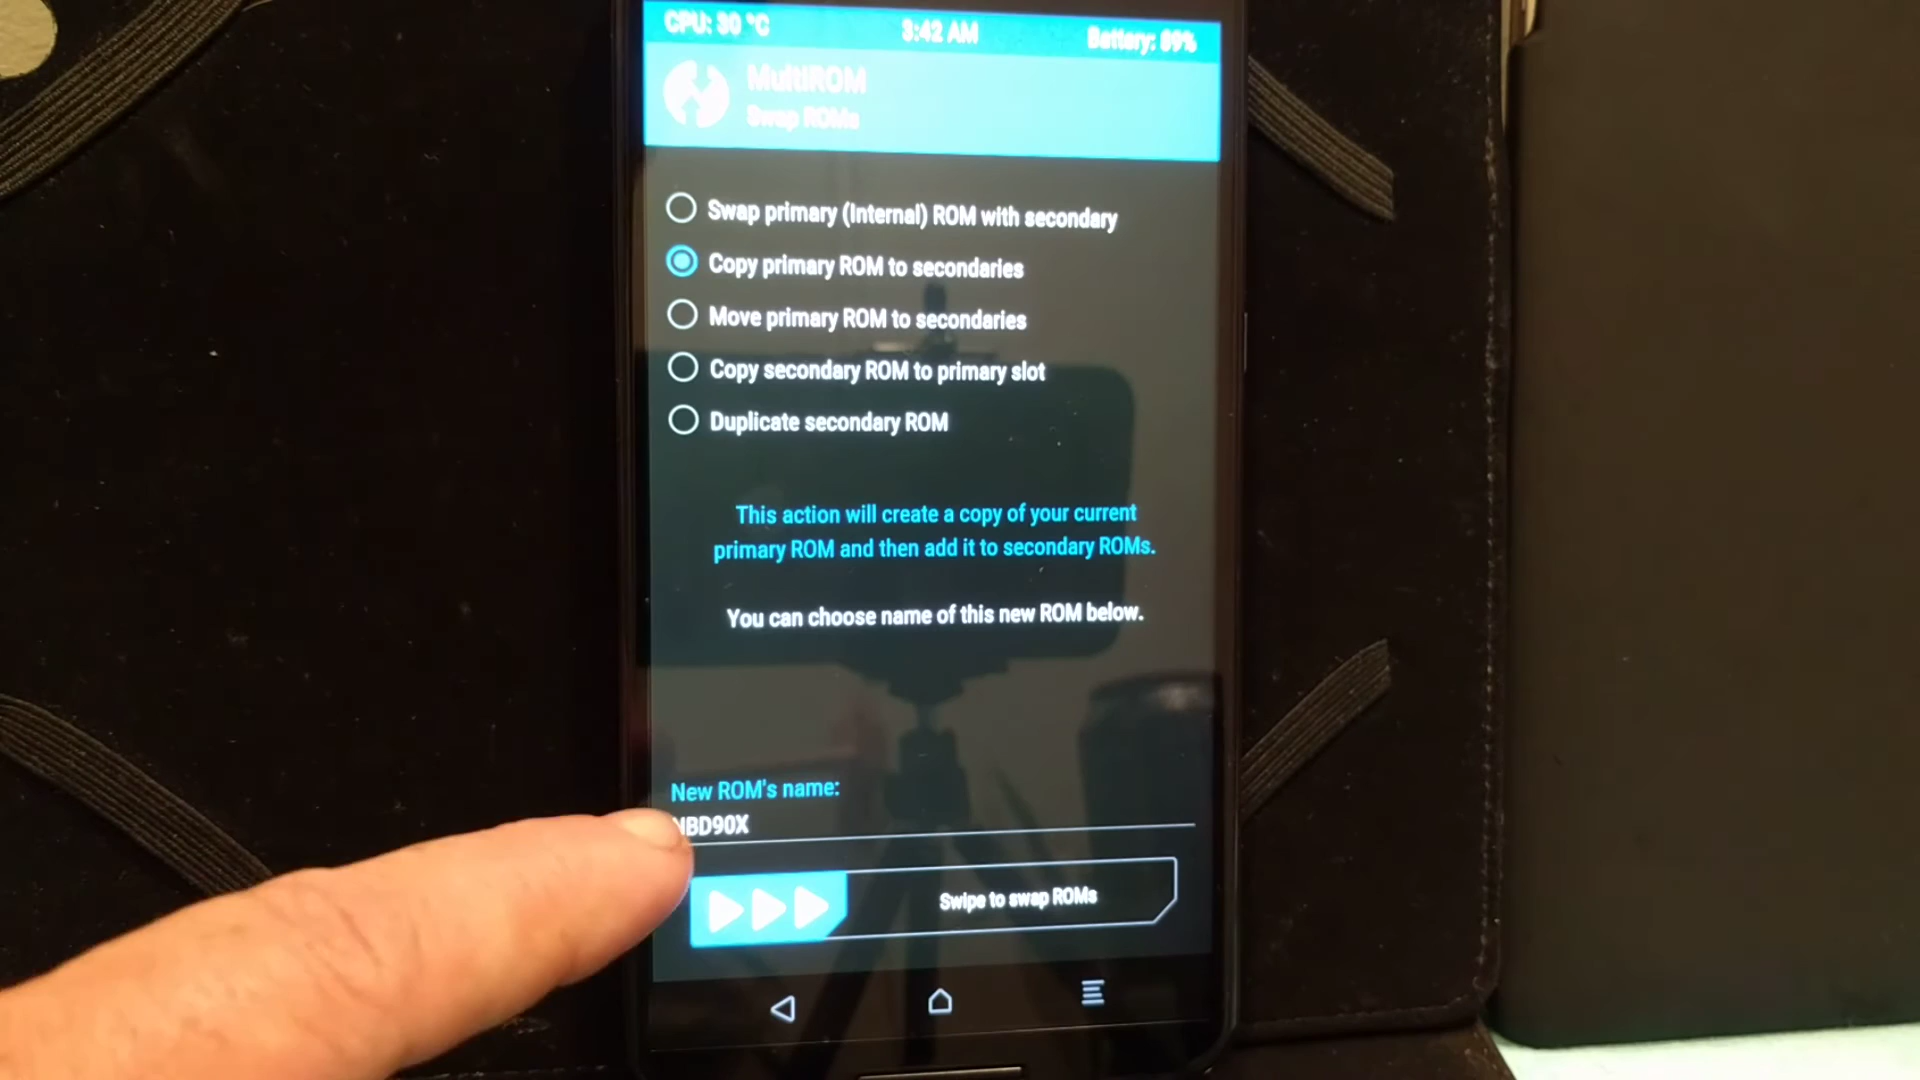 CPU: 30 °C
3:42 AM
Battery: 89%
MultiROM
Swap ROMs
Swap primary (Internal) ROM with secondary
Copy primary ROM to secondaries
Move primary ROM to secondaries
Copy secondary ROM to primary slot
Duplicate secondary ROM
This action will create a copy of your current
primary ROM and then add it to secondary ROMs.
You can choose name of this new ROM below.
New ROM's name:
NBD90X
Swipe to swap ROMs